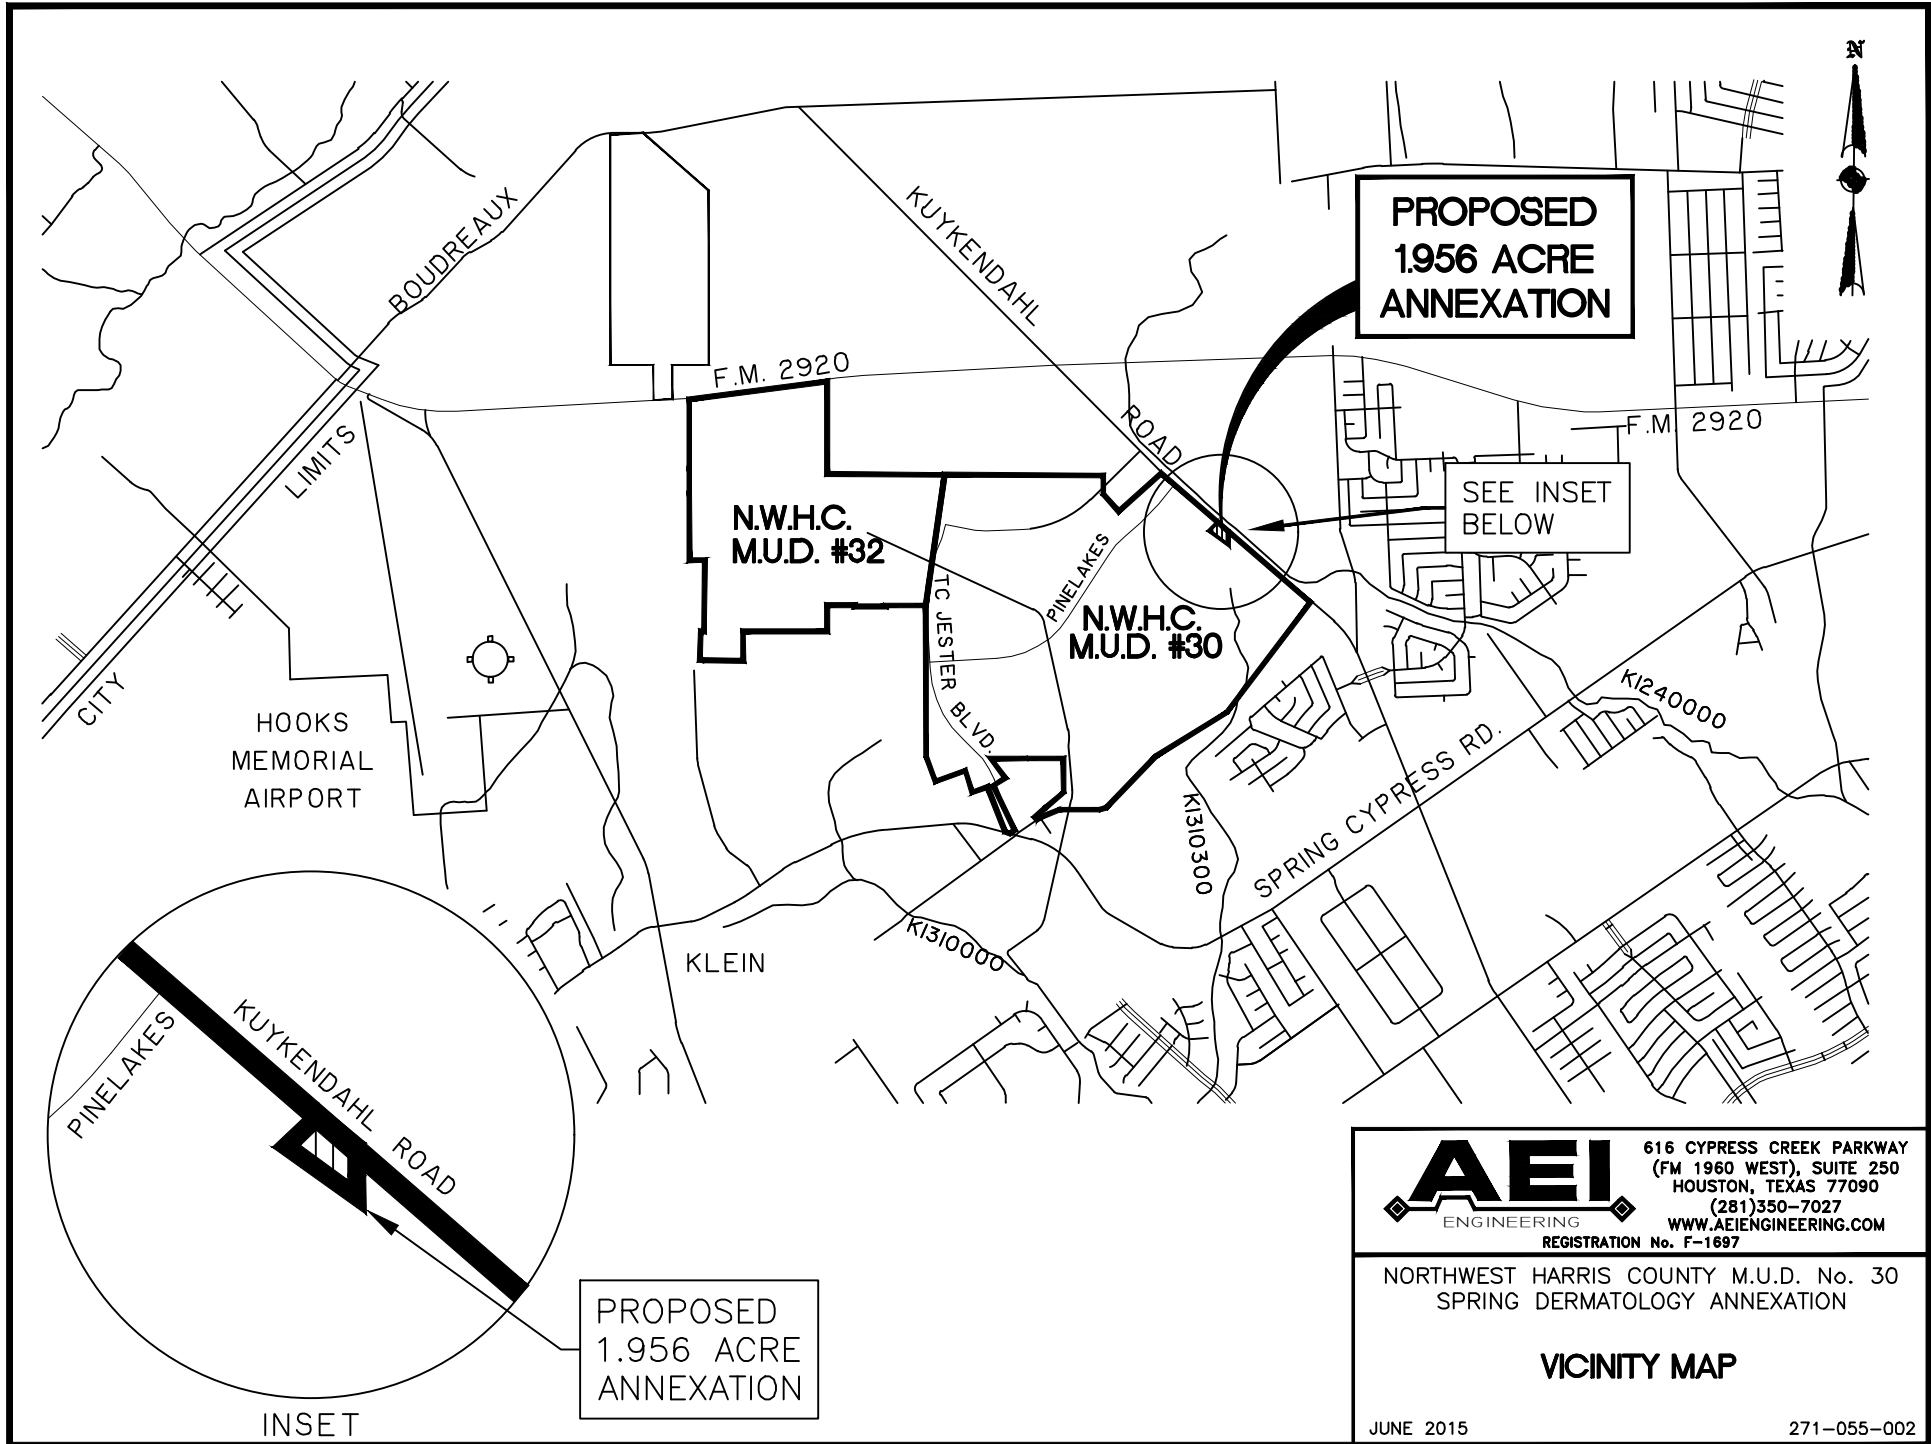 N
BOUDREAUX
KUYKENDAHL
ROAD
PROPOSED
1.956 ACRE
ANNEXATION
F.M. 2920
F.M. 2920
CITY
LIMITS
SEE INSET
BELOW
N.W.H.C.
M.U.D. #32
PINELAKES
N.W.H.C.
M.U.D. #30
TC JESTER BLVD.
HOOKS
MEMORIAL
AIRPORT
K1240000
SPRING CYPRESS RD.
K1310300
K1310000
KLEIN
PINELAKES
KUYKENDAHL ROAD
PROPOSED
1.956 ACRE
ANNEXATION
INSET
AEI
ENGINEERING
616 CYPRESS CREEK PARKWAY
(FM 1960 WEST), SUITE 250
HOUSTON, TEXAS 77090
(281)350-7027
WWW.AEIENGINEERING.COM
REGISTRATION No. F-1697
NORTHWEST HARRIS COUNTY M.U.D. No. 30
SPRING DERMATOLOGY ANNEXATION
VICINITY MAP
JUNE 2015
271-055-002